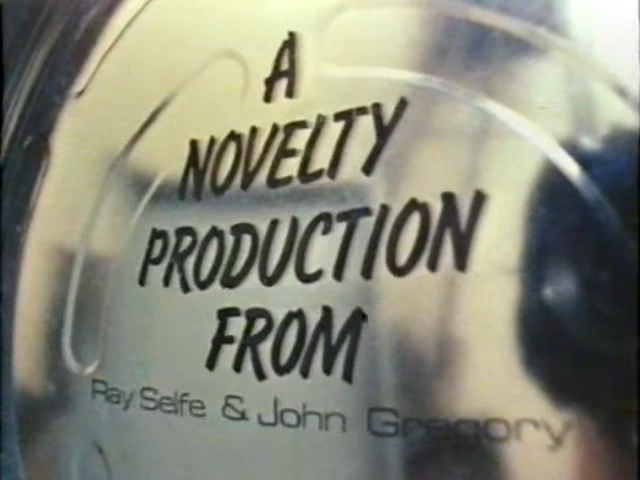 A
NOVELTY
PRODUCTION
FROM
Ray Selfe & John Gregory